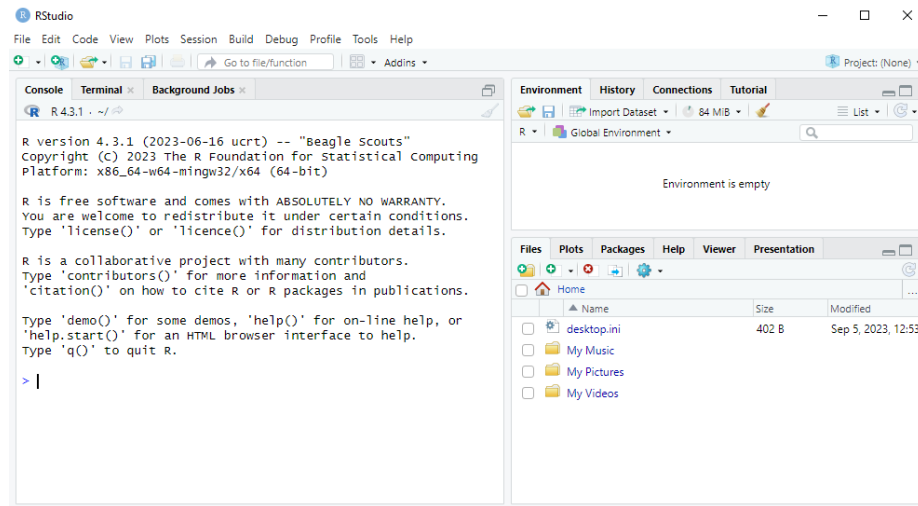 RStudio
File Edit Code View Plots Session Build Debug Profile Tools Help
Go to file/function Addins Project: (None)
Console Terminal Background Jobs
R 4.3.1 . ~/
R version 4.3.1 (2023-06-16 ucrt) -- "Beagle Scouts"
Copyright (C) 2023 The R Foundation for Statistical Computing
Platform: x86_64-w64-mingw32/x64 (64-bit)
R is free software and comes with ABSOLUTELY NO WARRANTY.
You are welcome to redistribute it under certain conditions.
Type 'license()' or 'licence()' for distribution details.
R is a collaborative project with many contributors.
Type 'contributors()' for more information and
'citation()' on how to cite R or R packages in publications.
Type 'demo()' for some demos, 'help()' for on-line help, or
'help.start()' for an HTML browser interface to help.
Type 'q()' to quit R.
>
Environment History Connections Tutorial
Import Dataset 84 MiB List
R Global Environment
Environment is empty
Files Plots Packages Help Viewer Presentation
Home ...
Name Size Modified
desktop.ini 402 B Sep 5, 2023, 12:53
My Music
My Pictures
My Videos